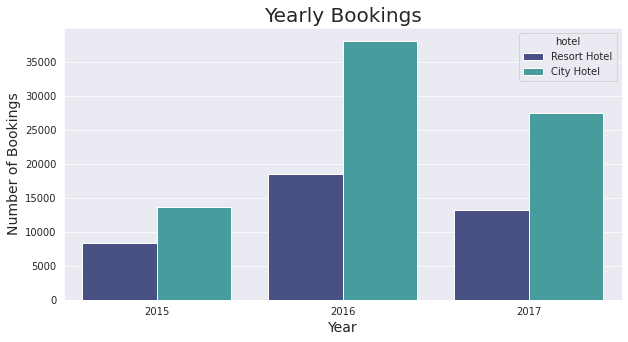 Yearly Bookings
hotel
Resort Hotel
City Hotel
Number of Bookings
35000
30000
25000
20000
15000
10000
5000
0
2015 2016 2017
Year